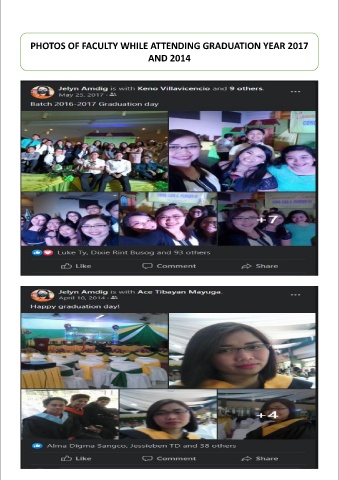 PHOTOS OF FACULTY WHILE ATTENDING GRADUATION YEAR 2017
AND 2014
Jelyn Amdig is with Keno Villavicencio and 9 others.
May 25, 2017
Batch 2016-2017 Graduation day
+7
Luke Ty, Dixie Rint Busog and 93 others
Like Comment Share
Jelyn Amdig is with Ace Tibayan Mayuga.
April 10, 2014
Happy graduation day!
+4
Alma Digma Sangco, Jessleben TD and 58 others
Like Comment Share